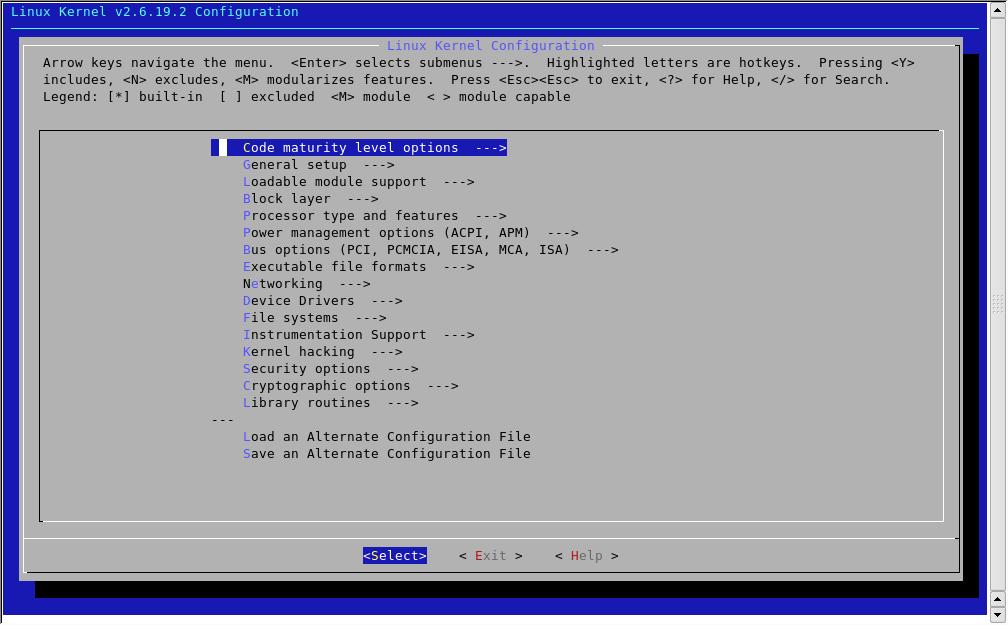 Linux Kernel v2.6.19.2 Configuration
Linux Kernel Configuration
Arrow keys navigate the menu.  <Enter> selects submenus --->.  Highlighted letters are hotkeys.  Pressing <Y>
includes, <N> excludes, <M> modularizes features.  Press <Esc><Esc> to exit, <?> for Help, </> for Search.
Legend: [*] built-in  [ ] excluded  <M> module  < > module capable
Code maturity level options  --->
General setup  --->
Loadable module support  --->
Block layer  --->
Processor type and features  --->
Power management options (ACPI, APM)  --->
Bus options (PCI, PCMCIA, EISA, MCA, ISA)  --->
Executable file formats  --->
Networking  --->
Device Drivers  --->
File systems  --->
Instrumentation Support  --->
Kernel hacking  --->
Security options  --->
Cryptographic options  --->
Library routines  --->
---
Load an Alternate Configuration File
Save an Alternate Configuration File
<Select>    < Exit >    < Help >